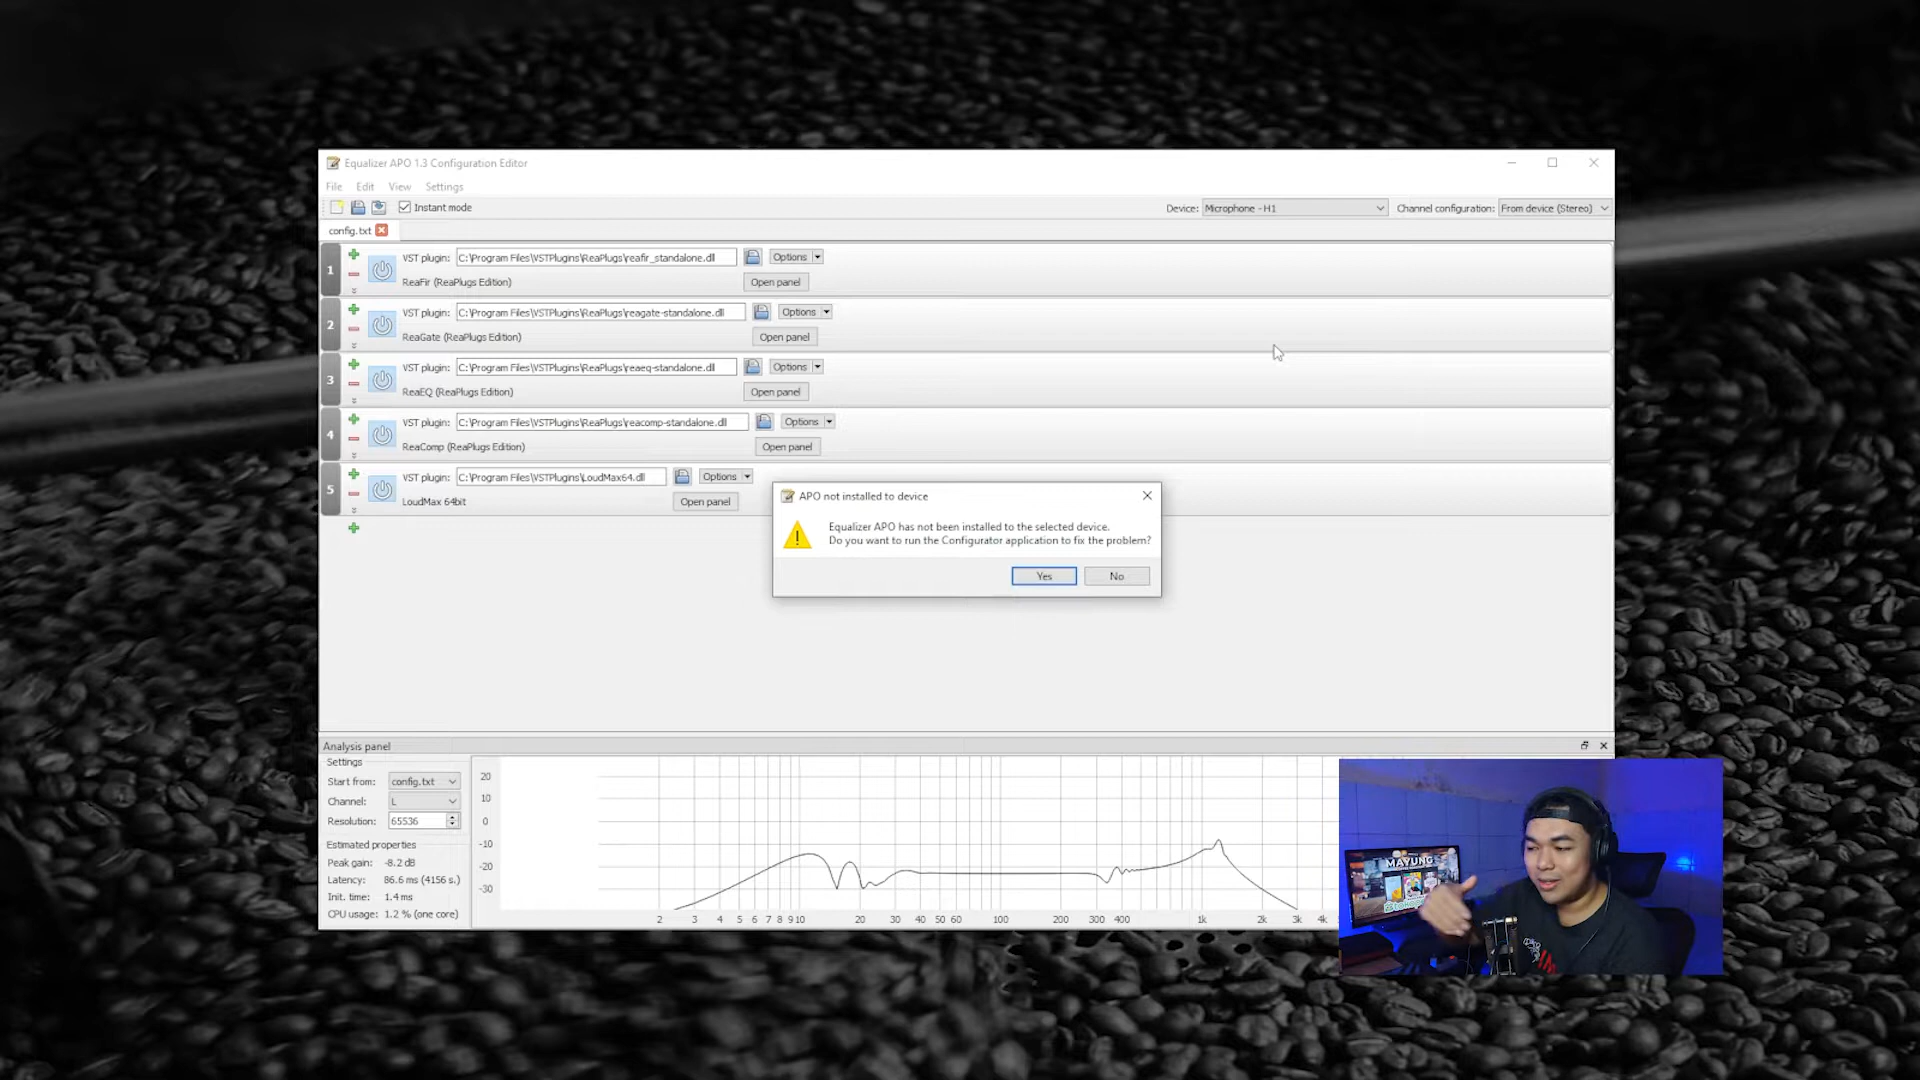 Equalizer APO 1.3 Configuration Editor
File Edit View Settings
Instant mode
Device: Microphone - H1 Channel configuration: From device (Stereo)
config.txt
1
VST plugin: C:\Program Files\VSTPlugins\ReaPlugs\reafir_standalone.dll Options
ReaFir (ReaPlugs Edition) Open panel
2
VST plugin: C:\Program Files\VSTPlugins\ReaPlugs\reagate-standalone.dll Options
ReaGate (ReaPlugs Edition) Open panel
3
VST plugin: C:\Program Files\VSTPlugins\ReaPlugs\reaeq-standalone.dll Options
ReaEQ (ReaPlugs Edition) Open panel
4
VST plugin: C:\Program Files\VSTPlugins\ReaPlugs\reacomp-standalone.dll Options
ReaComp (ReaPlugs Edition) Open panel
5
VST plugin: C:\Program Files\VSTPlugins\LoudMax64.dll Options
LoudMax 64bit Open panel
APO not installed to device
Equalizer APO has not been installed to the selected device.
Do you want to run the Configurator application to fix the problem?
Yes No
Analysis panel
Settings
Start from: config.txt
Channel: L
Resolution: 65536
Estimated properties
Peak gain: -8.2 dB
Latency: 86.6 ms (4156 s.)
Init. time: 1.4 ms
CPU usage: 1.2 % (one core)
20
10
0
-10
-20
-30
2 3 4 5 6 7 8 9 10 20 30 40 50 60 100 200 300 400 1k 2k 3k 4k
MAYUNG